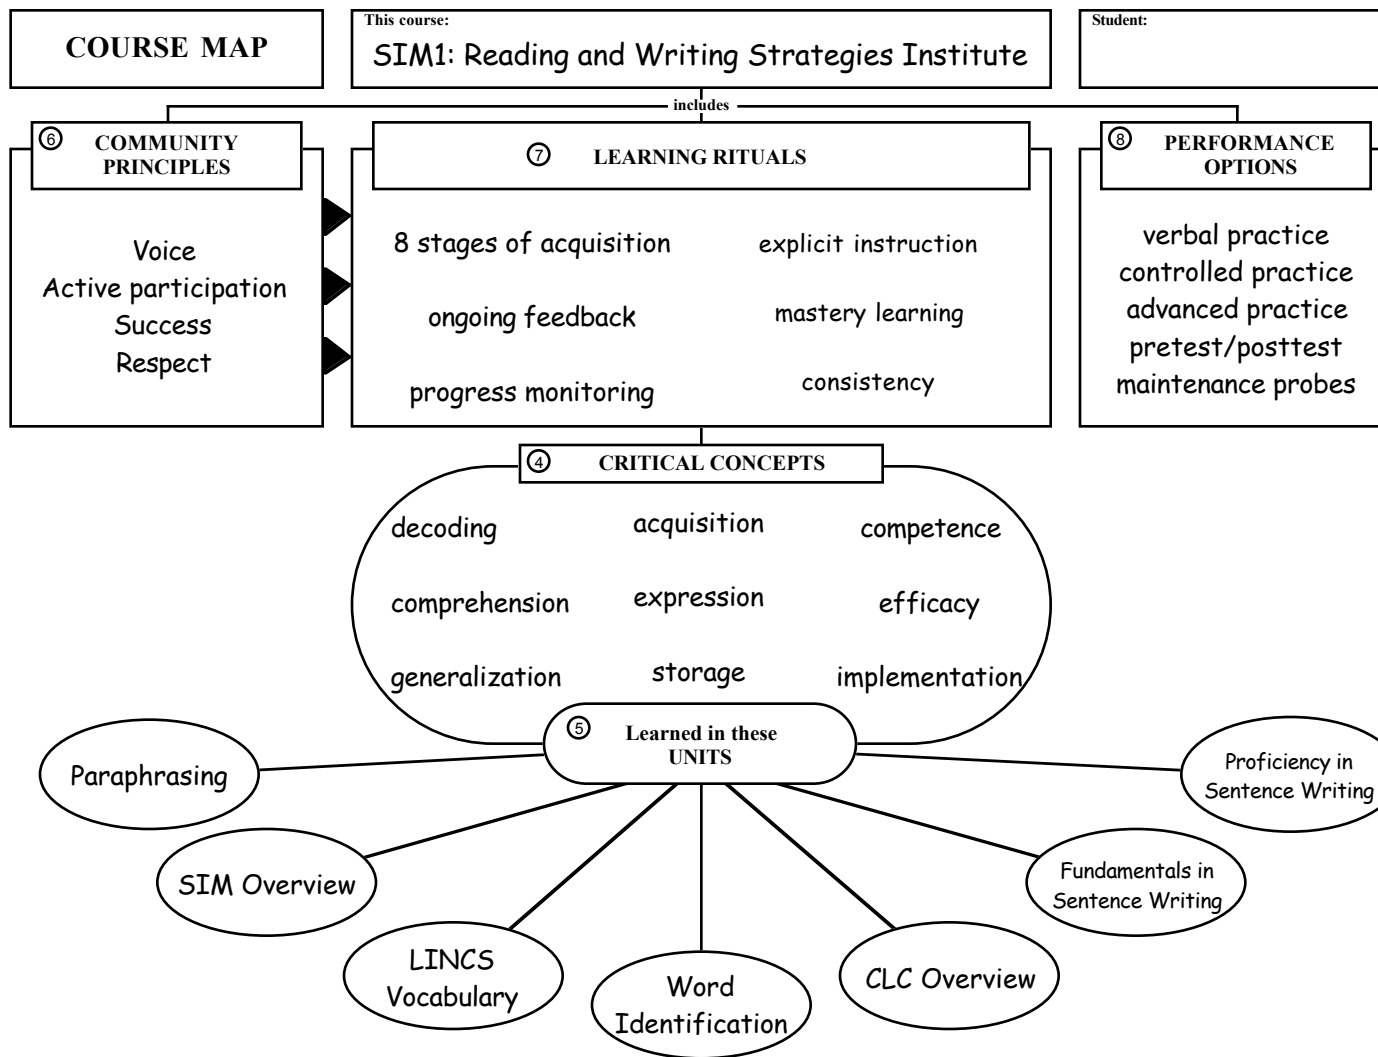 COURSE MAP
This course:
SIM1: Reading and Writing Strategies Institute
Student:
includes
6
COMMUNITY
PRINCIPLES
Voice
Active participation
Success
Respect
7
LEARNING RITUALS
8 stages of acquisition
explicit instruction
ongoing feedback
mastery learning
progress monitoring
consistency
8
PERFORMANCE
OPTIONS
verbal practice
controlled practice
advanced practice
pretest/posttest
maintenance probes
4
CRITICAL CONCEPTS
decoding
acquisition
competence
comprehension
expression
efficacy
generalization
storage
implementation
5
Learned in these
UNITS
Paraphrasing
SIM Overview
LINCS
Vocabulary
Word
Identification
CLC Overview
Fundamentals in
Sentence Writing
Proficiency in
Sentence Writing